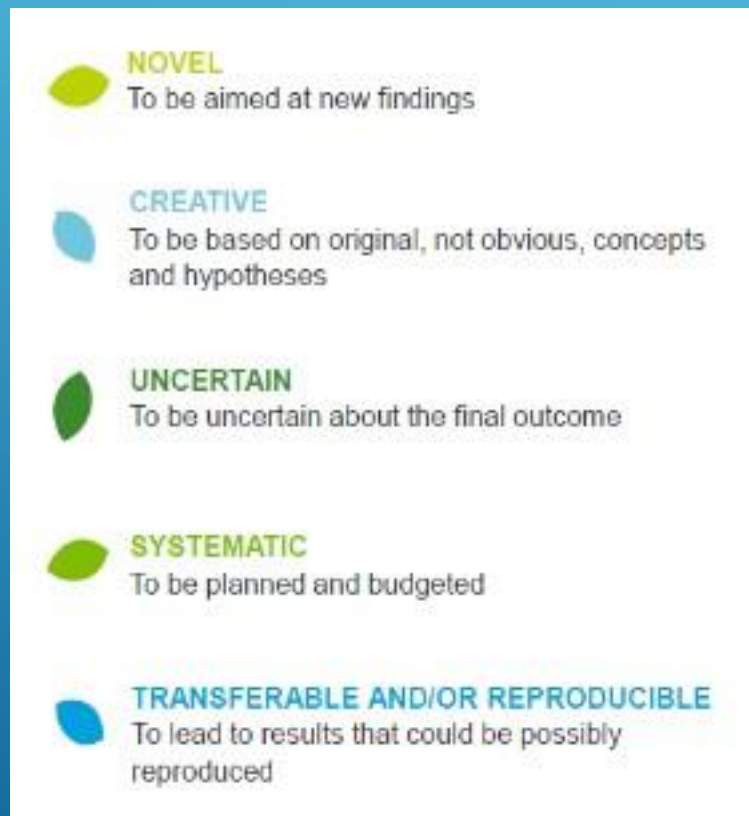 NOVEL
To be aimed at new findings
CREATIVE
To be based on original, not obvious, concepts
and hypotheses
UNCERTAIN
To be uncertain about the final outcome
SYSTEMATIC
To be planned and budgeted
TRANSFERABLE AND/OR REPRODUCIBLE
To lead to results that could be possibly
reproduced